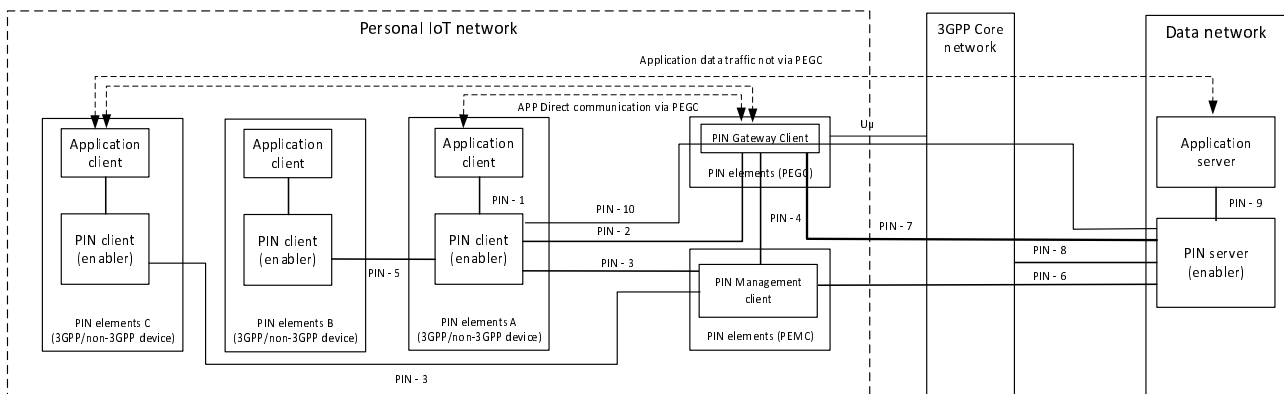 Personal IoT network
3GPP Core
network
Data network
Application data traffic not via PEGC
APP Direct communication via PEGC
Application
client
Application
client
Application
client
PIN Gateway Client
PIN elements (PEGC)
Uu
Application
server
PIN - 1
PIN - 10
PIN - 2
PIN - 4
PIN - 7
PIN - 9
PIN client
(enabler)
PIN client
(enabler)
PIN client
(enabler)
PIN - 5
PIN - 3
PIN - 8
PIN - 6
PIN server
(enabler)
PIN Management
client
PIN elements C
(3GPP/non-3GPP device)
PIN elements B
(3GPP/non-3GPP device)
PIN elements A
(3GPP/non-3GPP device)
PIN elements (PEMC)
PIN - 3